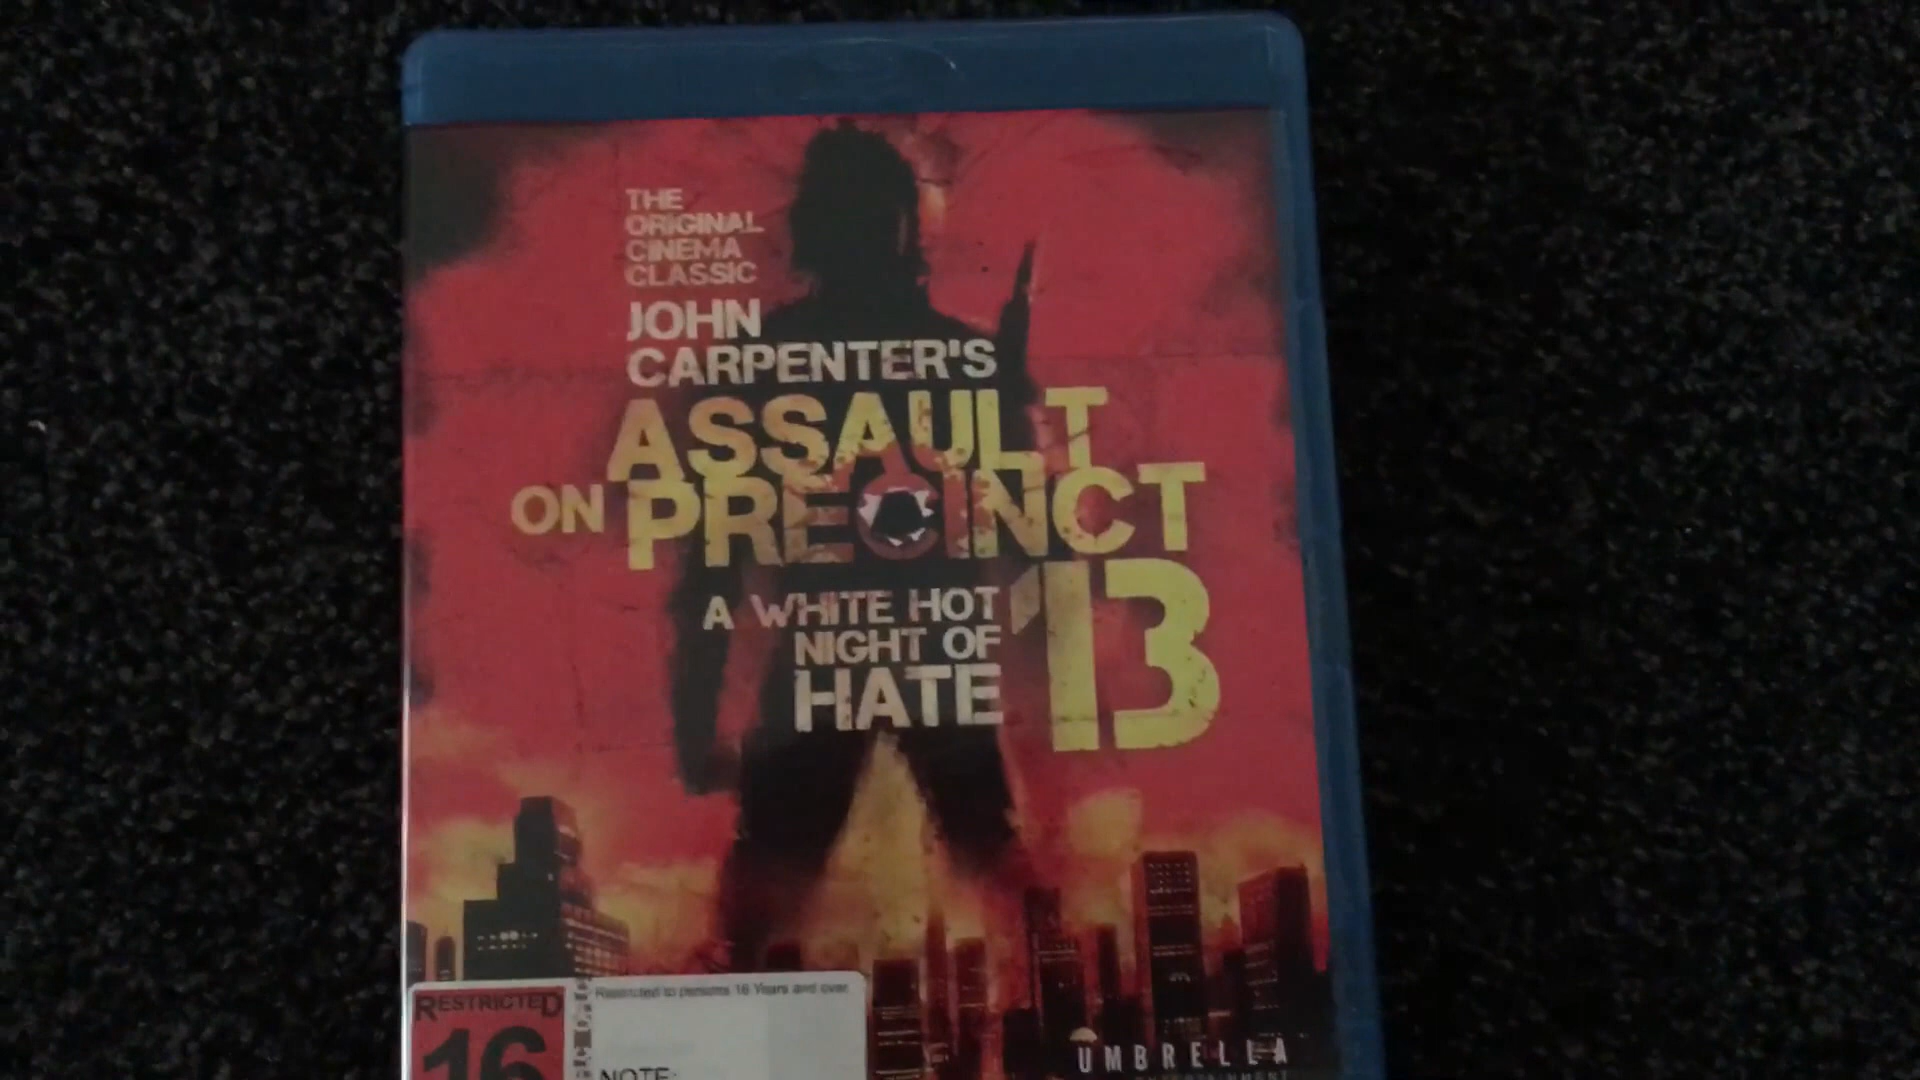 THE
ORIGINAL
CINEMA
CLASSIC
JOHN
CARPENTER'S
ASSAULT
ON PRECINCT
13
A WHITE HOT
NIGHT OF
HATE
RESTRICTED
16
Restricted to persons 16 Years and over.
NOTE:
UMBRELLA
ENTERTAINMENT